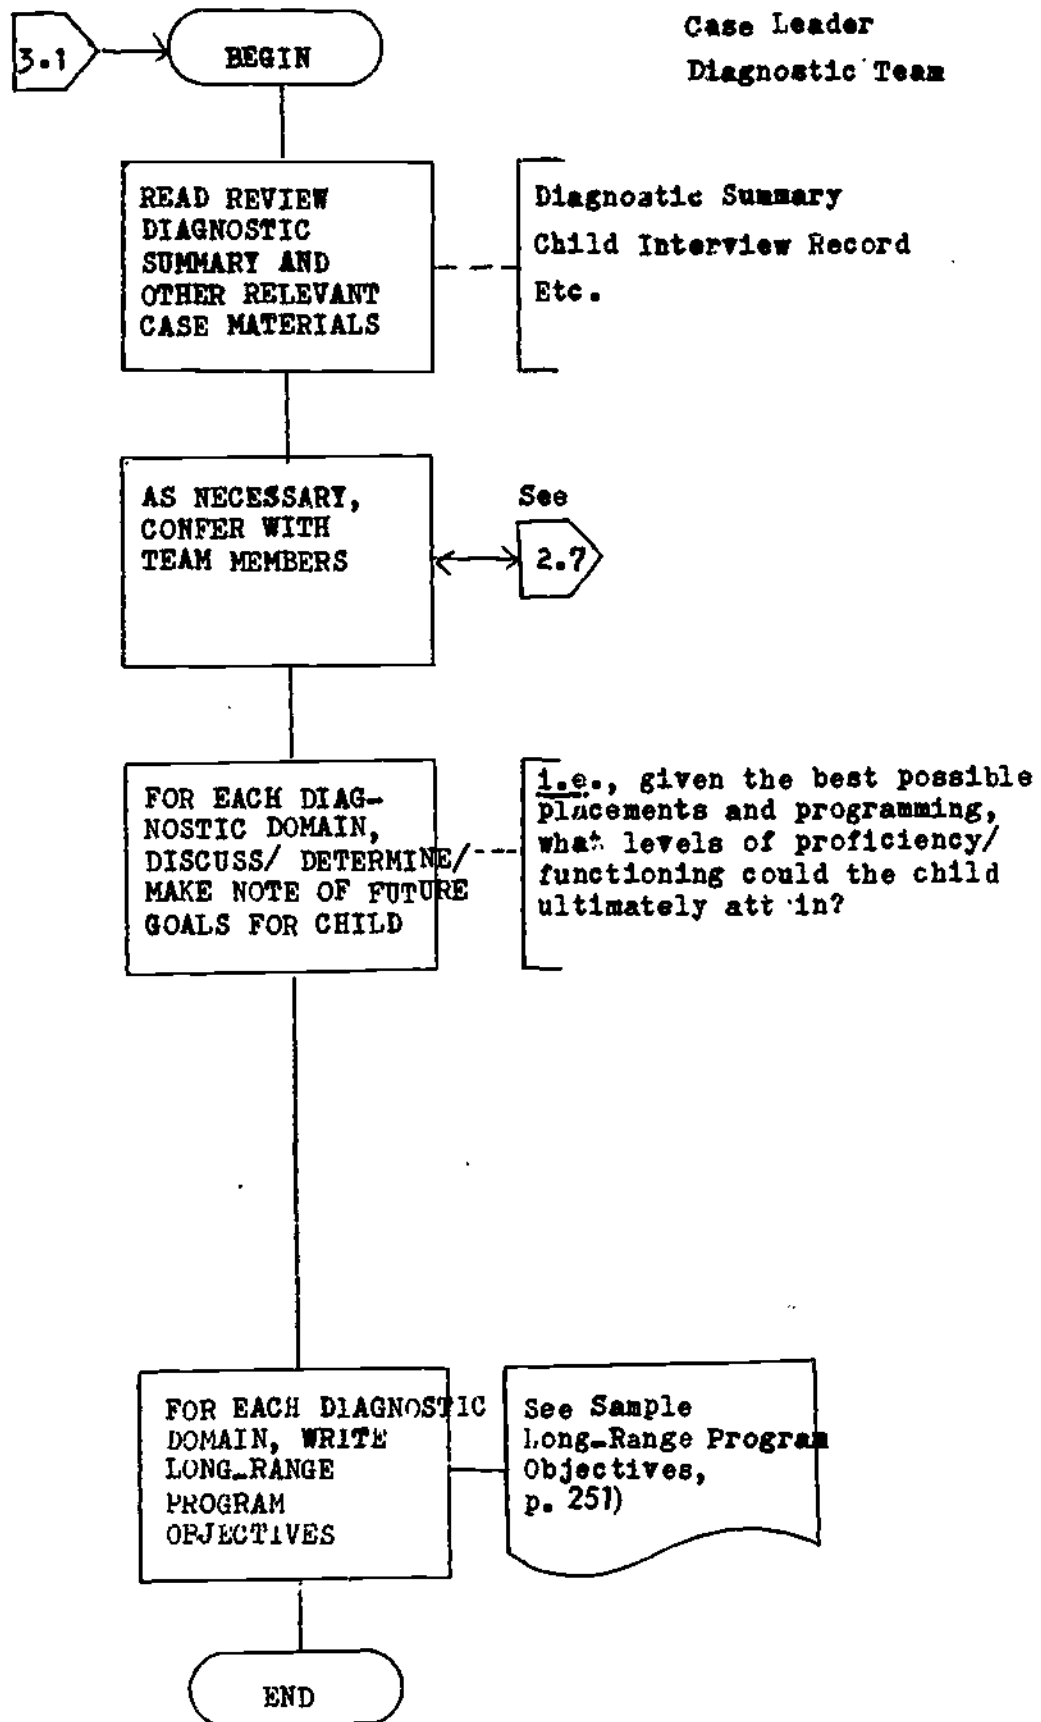 Case Leader
Diagnostic Team
3.1
BEGIN
READ REVIEW
DIAGNOSTIC
SUMMARY AND
OTHER RELEVANT
CASE MATERIALS
Diagnostic Summary
Child Interview Record
Etc.
AS NECESSARY,
CONFER WITH
TEAM MEMBERS
See
2.7
FOR EACH DIAG-
NOSTIC DOMAIN,
DISCUSS/ DETERMINE/
MAKE NOTE OF FUTURE
GOALS FOR CHILD
i.e., given the best possible
placements and programming,
what levels of proficiency/
functioning could the child
ultimately att in?
FOR EACH DIAGNOSTIC
DOMAIN, WRITE
LONG-RANGE
PROGRAM
OBJECTIVES
See Sample
Long-Range Program
Objectives,
p. 251)
END